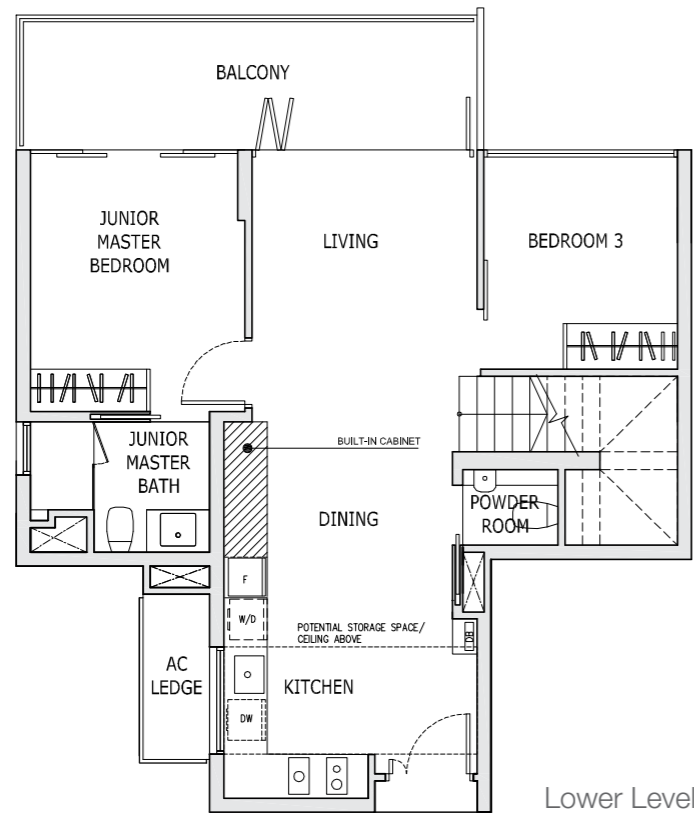 BALCONY
JUNIOR
MASTER
BEDROOM
LIVING
BEDROOM 3
JUNIOR
MASTER
BATH
BUILT-IN CABINET
POWDER
ROOM
DINING
F
W/D
POTENTIAL STORAGE SPACE/
CEILING ABOVE
DB
AC
LEDGE
KITCHEN
DW
Lower Level